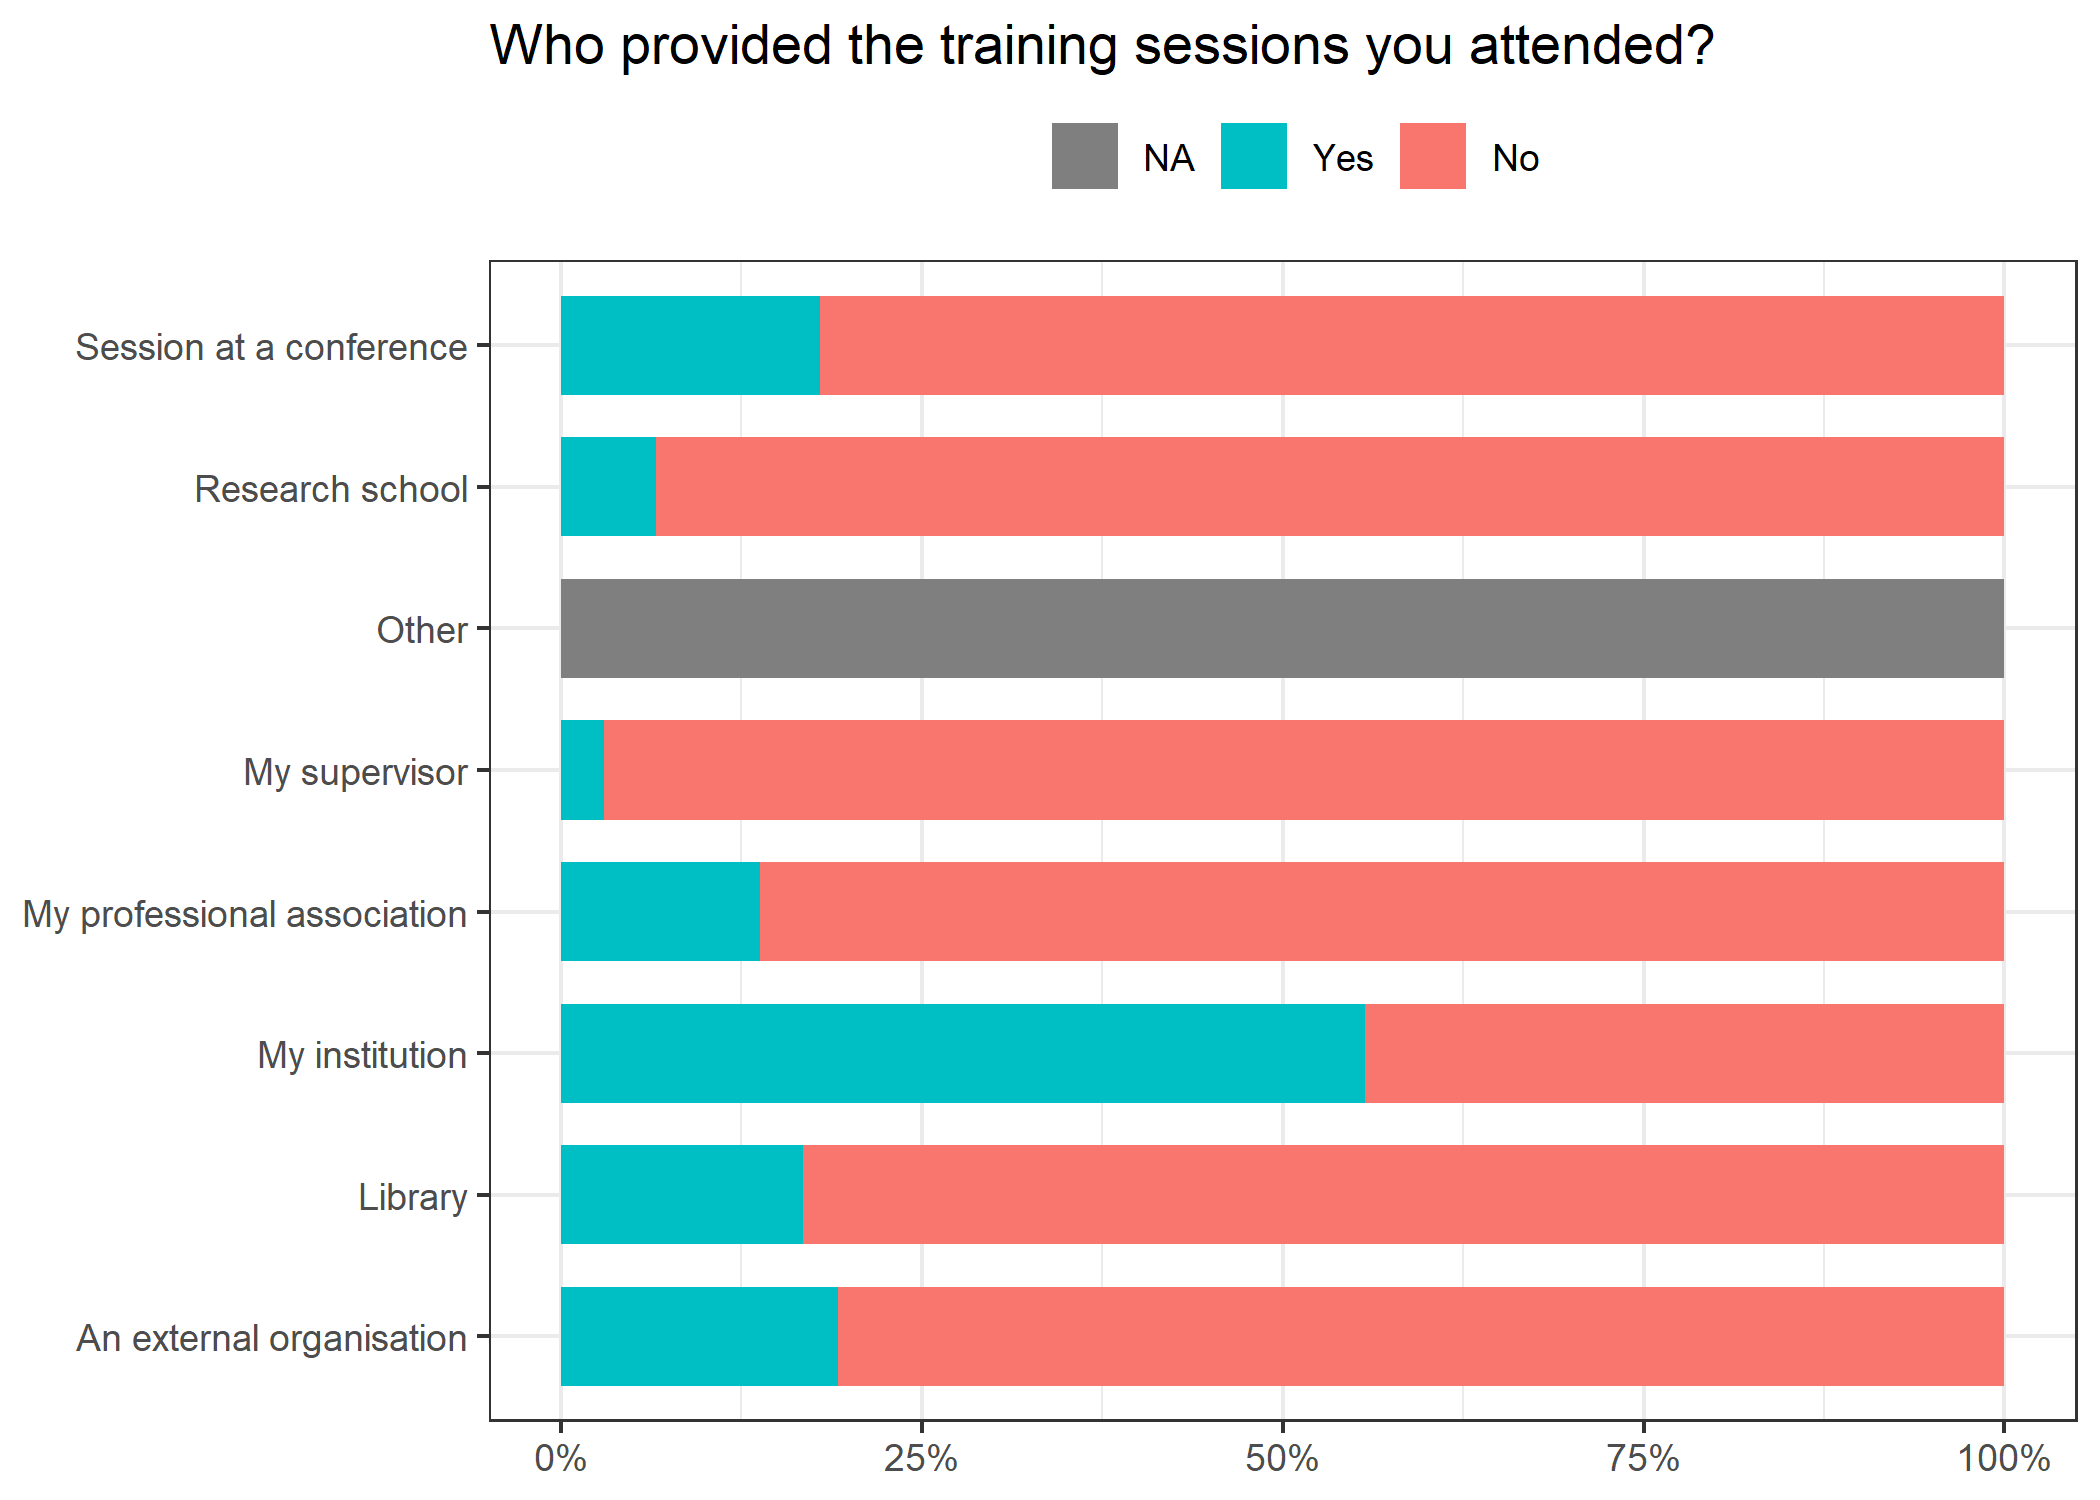 Who provided the training sessions you attended?
NA Yes No
Session at a conference
Research school
Other
My supervisor
My professional association
My institution
Library
An external organisation
0% 25% 50% 75% 100%